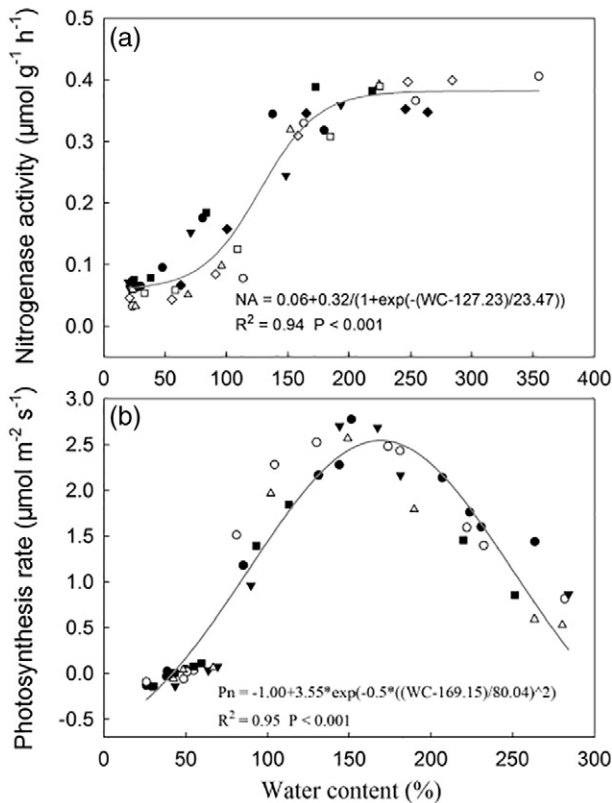 (a)
Nitrogenase activity (μmol g⁻¹ h⁻¹)
0.5
0.4
0.3
0.2
0.1
0.0
NA = 0.06+0.32/(1+exp(-(WC-127.23)/23.47))
R² = 0.94 P < 0.001
0 50 100 150 200 250 300 350 400
(b)
Photosynthesis rate (μmol m⁻² s⁻¹)
3.0
2.5
2.0
1.5
1.0
0.5
0.0
-0.5
Pn = -1.00+3.55*exp(-0.5*((WC-169.15)/80.04)^2)
R² = 0.95 P < 0.001
0 50 100 150 200 250 300
Water content (%)